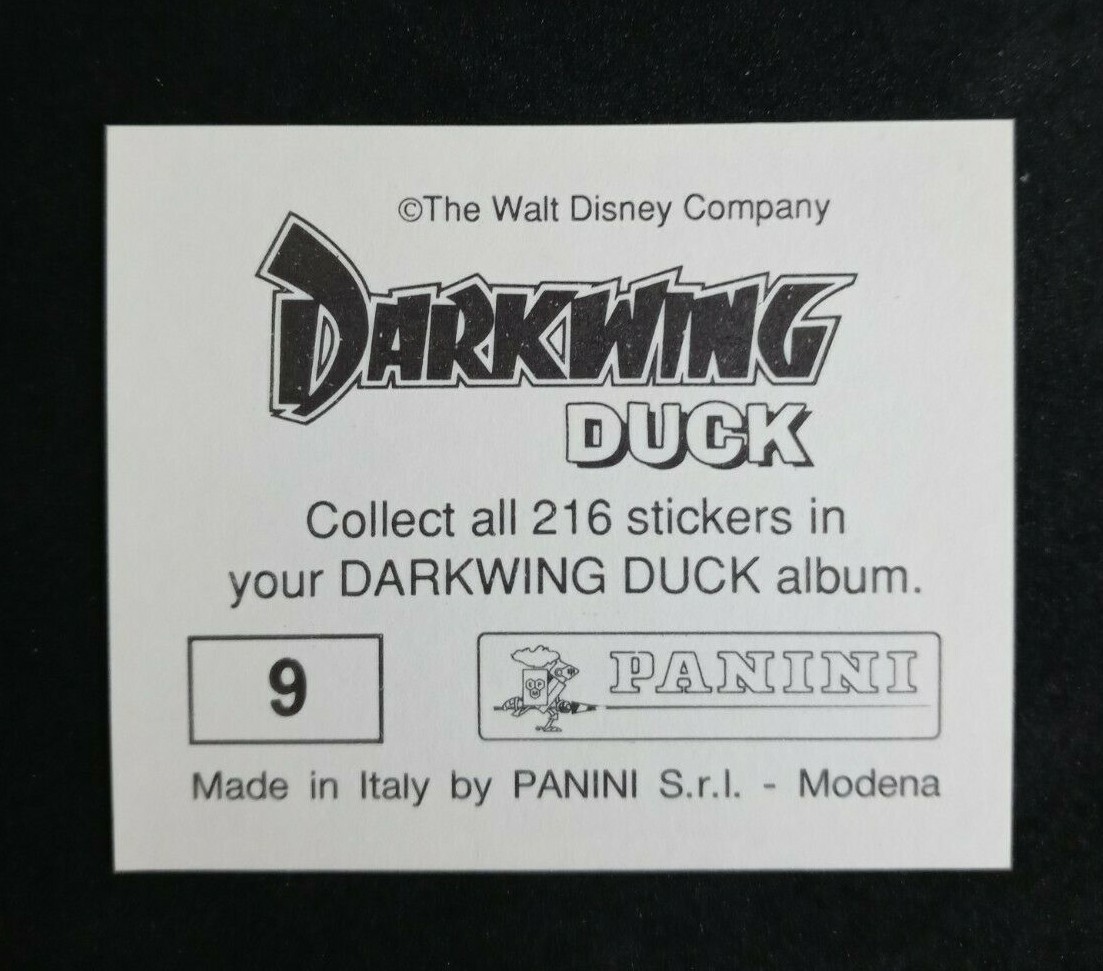 ©The Walt Disney Company
DARKWING
DUCK
Collect all 216 stickers in
your DARKWING DUCK album.
9
PANINI
Made in Italy by PANINI S.r.l. - Modena